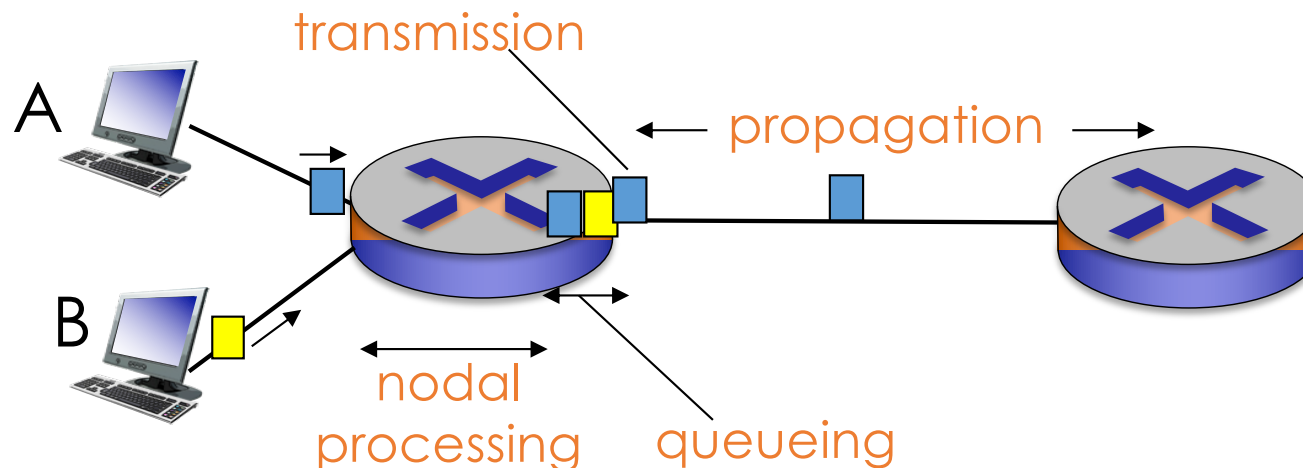 transmission
A
propagation
B
nodal
processing
queueing